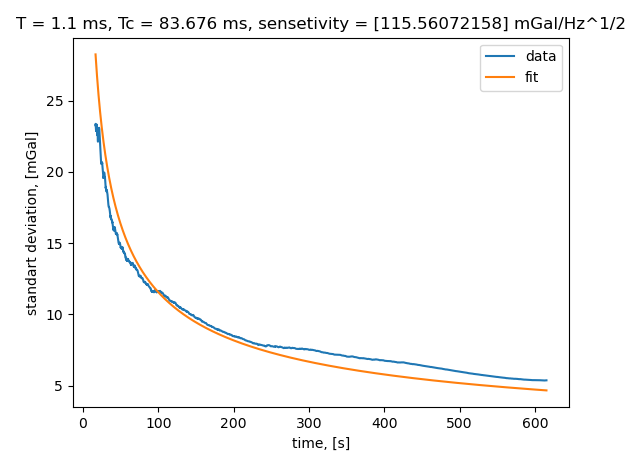 T = 1.1 ms, Tc = 83.676 ms, sensetivity = [115.56072158] mGal/Hz^1/2
data
fit
25
20
15
10
5
standart deviation, [mGal]
0 100 200 300 400 500 600
time, [s]